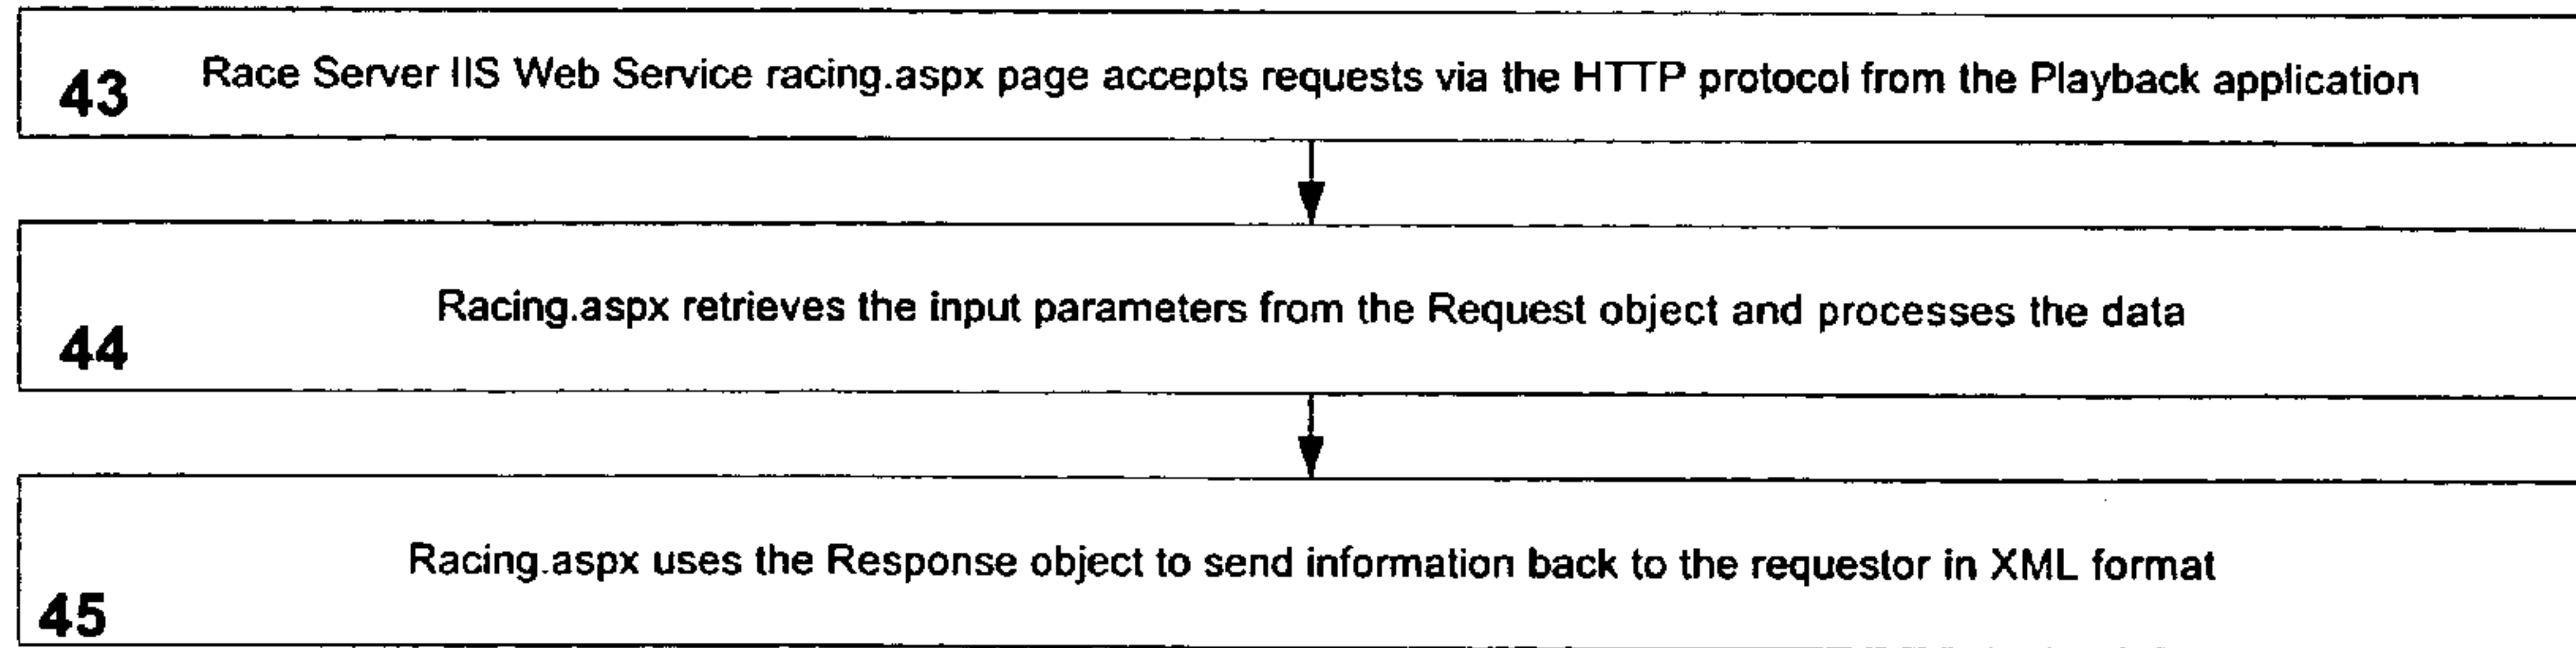 43 Race Server IIS Web Service racing.aspx page accepts requests via the HTTP protocol from the Playback application
44 Racing.aspx retrieves the input parameters from the Request object and processes the data
45 Racing.aspx uses the Response object to send information back to the requestor in XML format